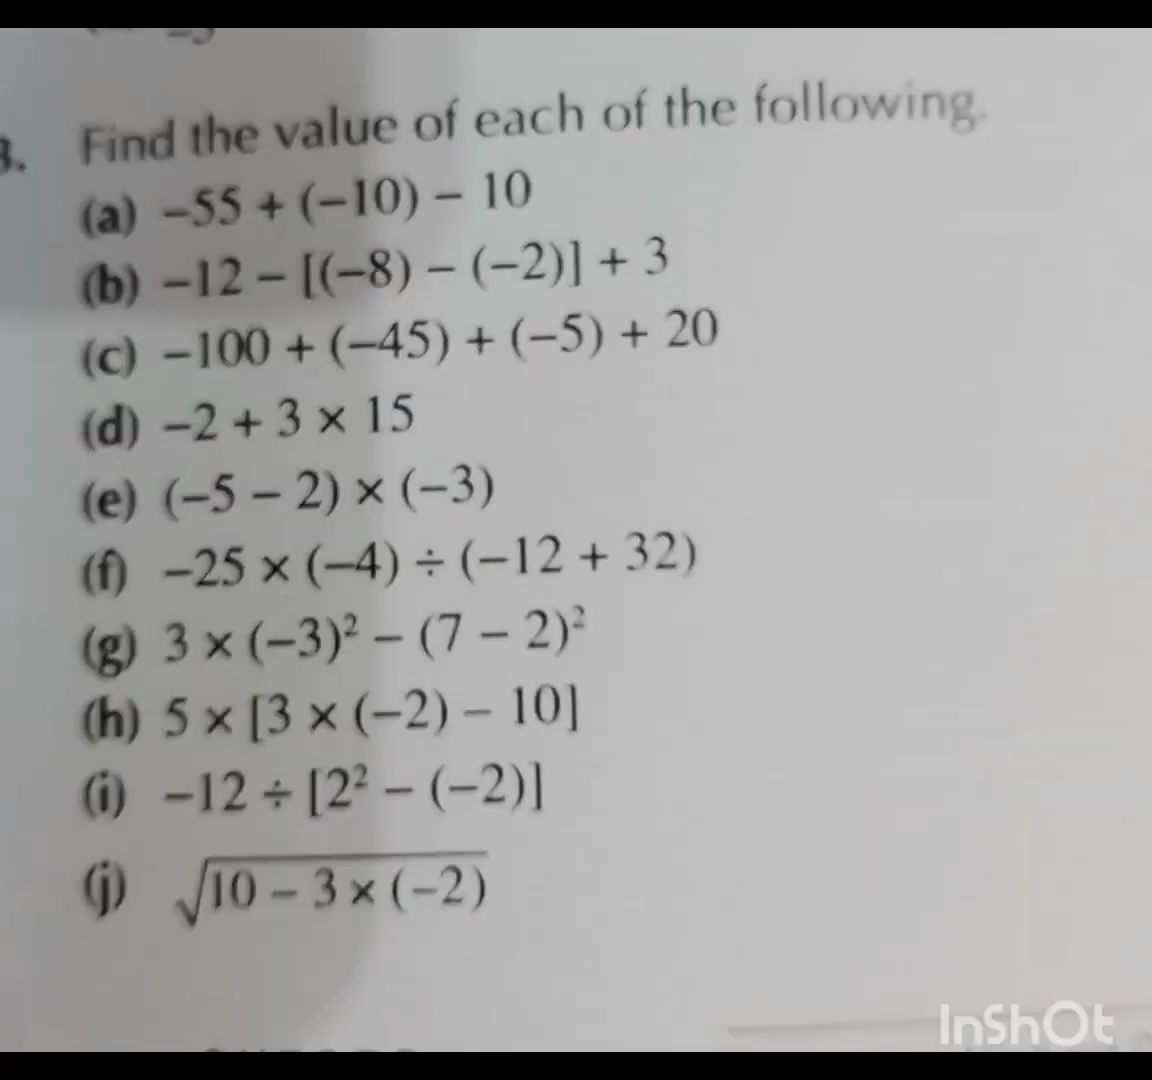 3. Find the value of each of the following.
(a) −55 + (−10) − 10
(b) −12 − [(−8) − (−2)] + 3
(c) −100 + (−45) + (−5) + 20
(d) −2 + 3 × 15
(e) (−5 − 2) × (−3)
(f) −25 × (−4) ÷ (−12 + 32)
(g) 3 × (−3)² − (7 − 2)²
(h) 5 × [3 × (−2) − 10]
(i) −12 ÷ [2² − (−2)]
(j) √(10 − 3 × (−2))
InShOt